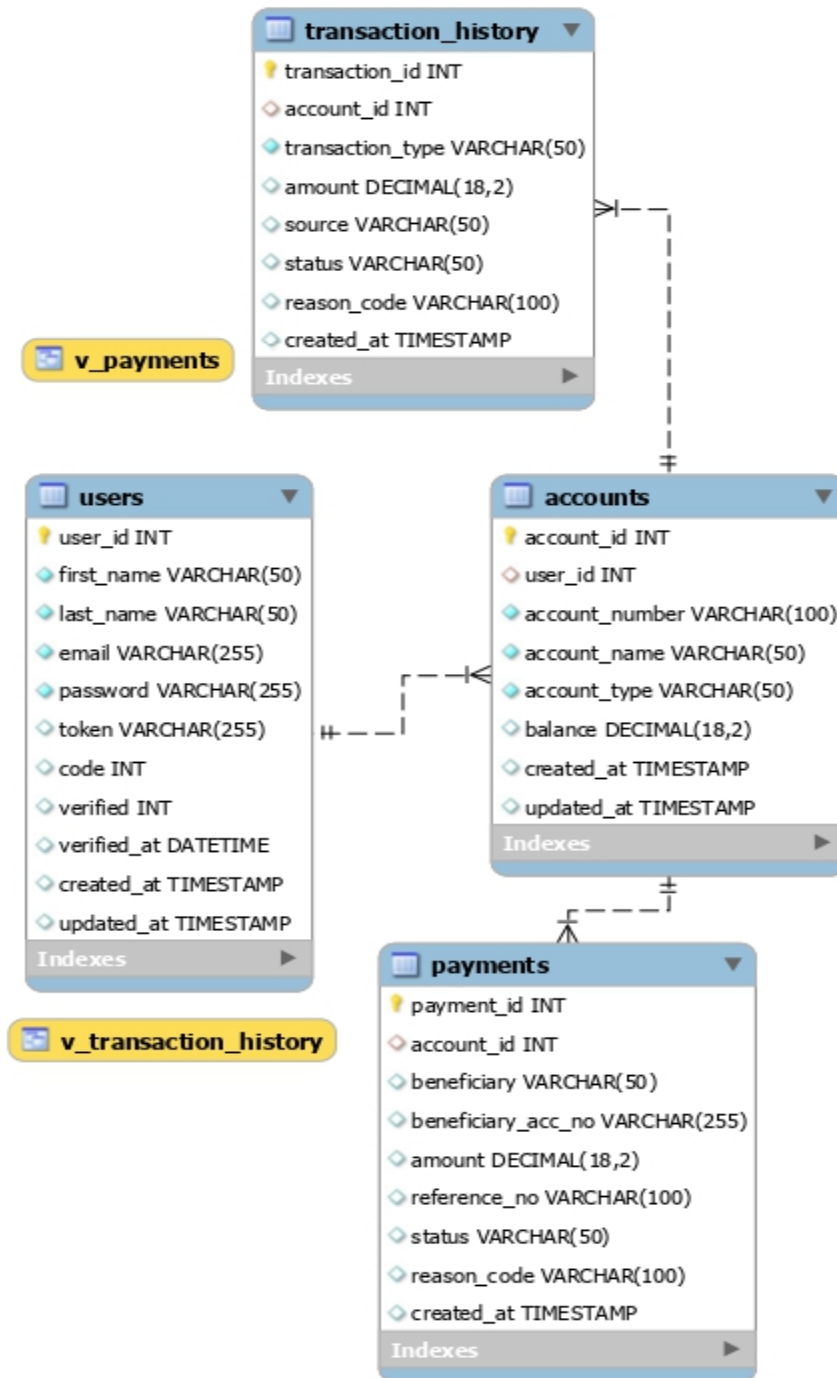 transaction_history
transaction_id INT
account_id INT
transaction_type VARCHAR(50)
amount DECIMAL(18,2)
source VARCHAR(50)
status VARCHAR(50)
reason_code VARCHAR(100)
created_at TIMESTAMP
Indexes
v_payments
users
user_id INT
first_name VARCHAR(50)
last_name VARCHAR(50)
email VARCHAR(255)
password VARCHAR(255)
token VARCHAR(255)
code INT
verified INT
verified_at DATETIME
created_at TIMESTAMP
updated_at TIMESTAMP
Indexes
accounts
account_id INT
user_id INT
account_number VARCHAR(100)
account_name VARCHAR(50)
account_type VARCHAR(50)
balance DECIMAL(18,2)
created_at TIMESTAMP
updated_at TIMESTAMP
Indexes
v_transaction_history
payments
payment_id INT
account_id INT
beneficiary VARCHAR(50)
beneficiary_acc_no VARCHAR(255)
amount DECIMAL(18,2)
reference_no VARCHAR(100)
status VARCHAR(50)
reason_code VARCHAR(100)
created_at TIMESTAMP
Indexes